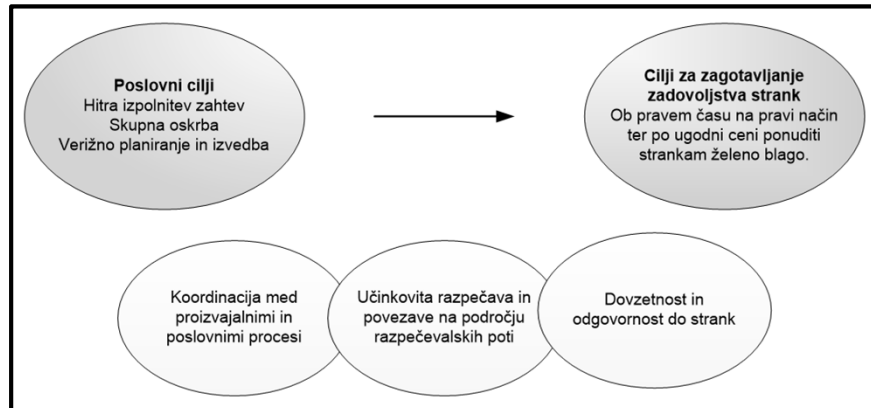 Poslovni cilji
Hitra izpolnitev zahtev
Skupna oskrba
Verižno planiranje in izvedba
Cilji za zagotavljanje
zadovoljstva strank
Ob pravem času na pravi način
ter po ugodni ceni ponuditi
strankam želeno blago.
Koordinacija med
proizvajalnimi in
poslovnimi procesi
Učinkovita razpečava in
povezave na področju
razpečevalskih poti
Dovzetnost in
odgovornost do strank